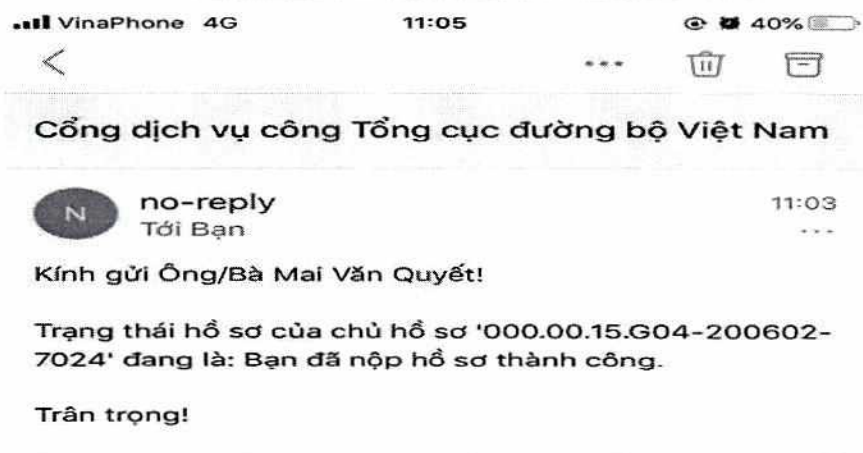 VinaPhone 4G 11:05 40%
Cổng dịch vụ công Tổng cục đường bộ Việt Nam
N no-reply 11:03
Tới Bạn
Kính gửi Ông/Bà Mai Văn Quyết!
Trạng thái hồ sơ của chủ hồ sơ '000.00.15.G04-200602-
7024' đang là: Bạn đã nộp hồ sơ thành công.
Trân trọng!